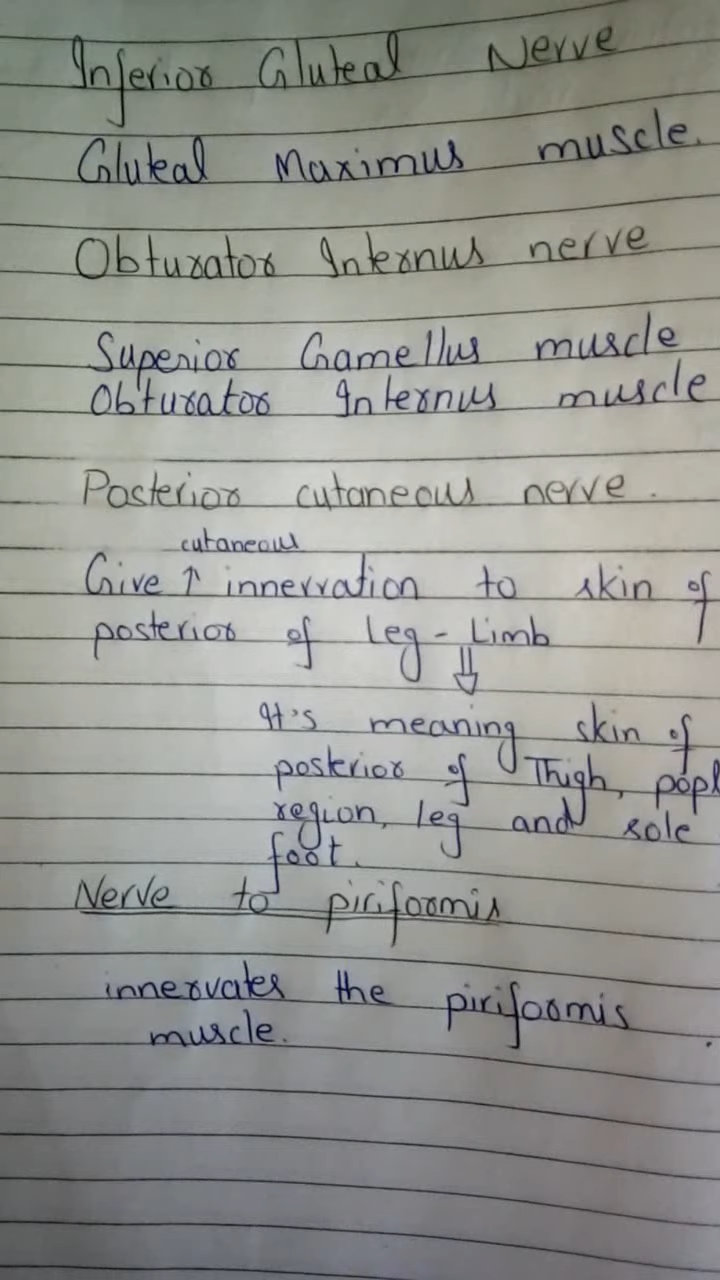 Inferior Gluteal Nerve
Gluteal Maximus muscle.
Obturator Internus nerve
Superior Gamellus muscle
Obturator Internus muscle
Posterior cutaneous nerve.
cutaneous
Give ↑ innervation to skin of
posterior of leg - Limb
⇓
It's meaning skin of
posterior of Thigh, popl
region, leg and sole
foot.
Nerve to piriformis
innervates the piriformis
muscle.